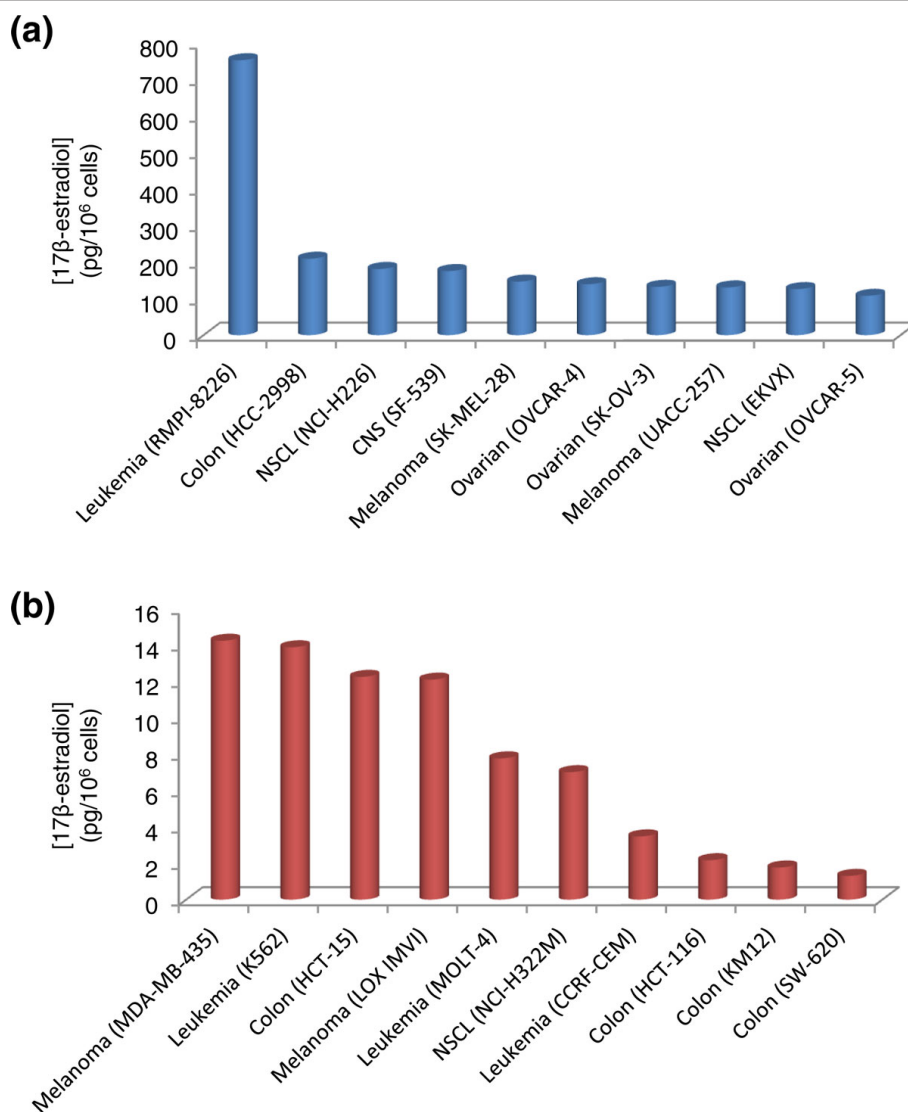 (a)
800
700
600
500
400
300
200
100
0
[17β-estradiol]
(pg/10⁶ cells)
Leukemia (RMPI-8226)
Colon (HCC-2998)
NSCL (NCI-H226)
CNS (SF-539)
Melanoma (SK-MEL-28)
Ovarian (OVCAR-4)
Ovarian (SK-OV-3)
Melanoma (UACC-257)
NSCL (EKVX)
Ovarian (OVCAR-5)
(b)
16
14
12
10
8
6
4
2
0
[17β-estradiol]
(pg/10⁶ cells)
Melanoma (MDA-MB-435)
Leukemia (K562)
Colon (HCT-15)
Melanoma (LOX IMVI)
Leukemia (MOLT-4)
NSCL (NCI-H322M)
Leukemia (CCRF-CEM)
Colon (HCT-116)
Colon (KM12)
Colon (SW-620)